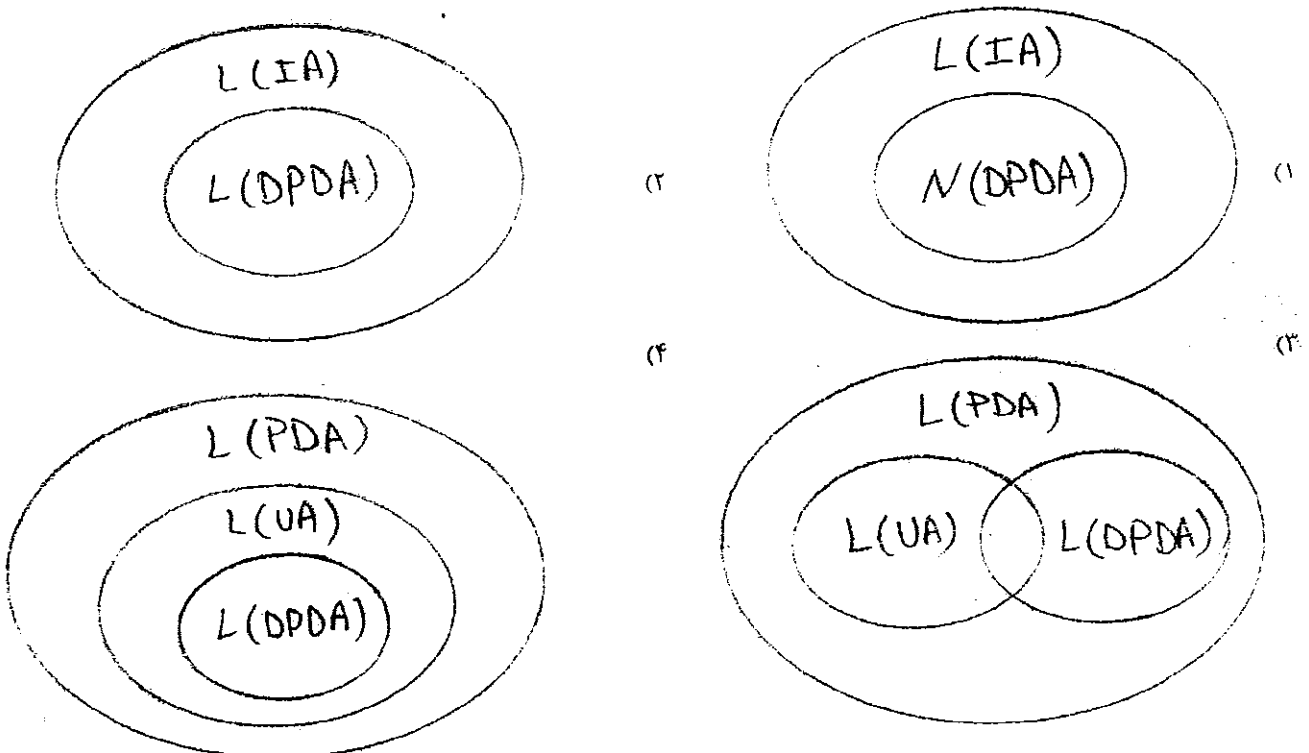 L(IA)
N(DPDA)
(۱
L(IA)
L(DPDA)
(۲
L(PDA)
L(UA) L(DPDA)
(۳
L(PDA)
L(UA)
L(DPDA)
(۴